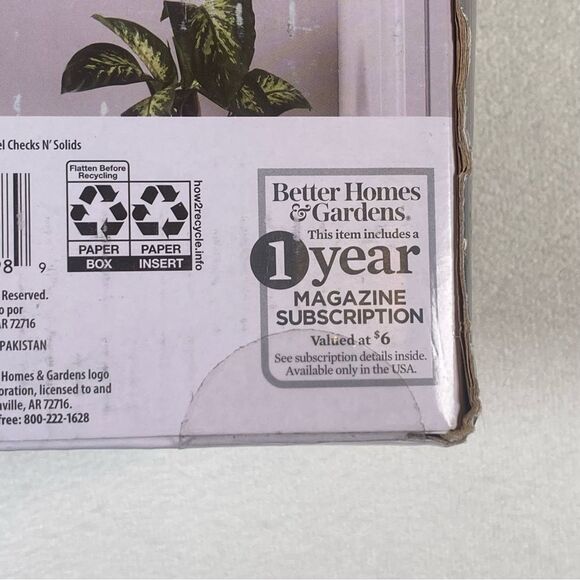 el Checks N' Solids
Flatten Before
Recycling
PAPER
BOX
PAPER
INSERT
how2recycle.info
98 9
Reserved.
o por
AR 72716
PAKISTAN
Homes & Gardens logo
oration, licensed to and
ville, AR 72716.
free: 800-222-1628
Better Homes
& Gardens®
This item includes a
1 year
MAGAZINE
SUBSCRIPTION
Valued at $6
See subscription details inside.
Available only in the USA.